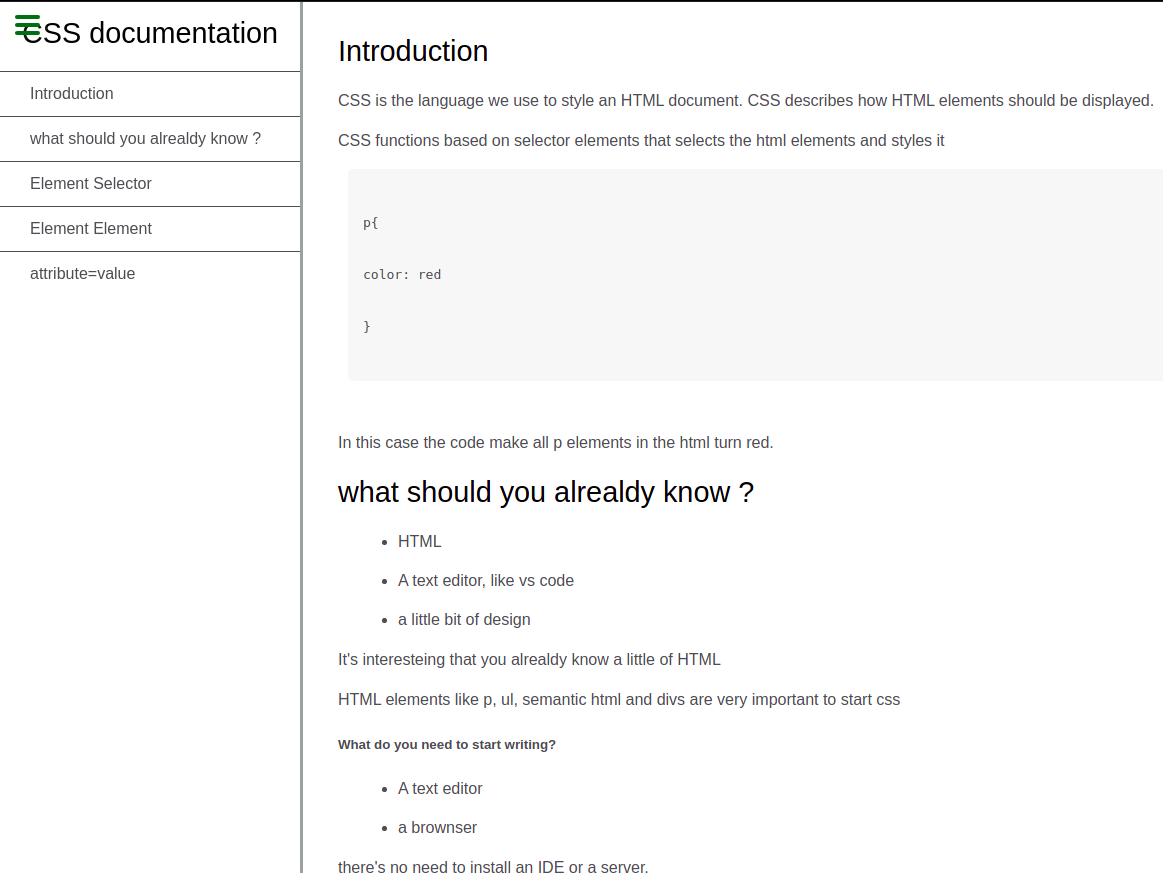 CSS documentation
Introduction
what should you alrealdy know ?
Element Selector
Element Element
attribute=value
Introduction
CSS is the language we use to style an HTML document. CSS describes how HTML elements should be displayed.
CSS functions based on selector elements that selects the html elements and styles it
p{
color: red
}
In this case the code make all p elements in the html turn red.
what should you alrealdy know ?
HTML
A text editor, like vs code
a little bit of design
It's interesteing that you alrealdy know a little of HTML
HTML elements like p, ul, semantic html and divs are very important to start css
What do you need to start writing?
A text editor
a brownser
there's no need to install an IDE or a server.